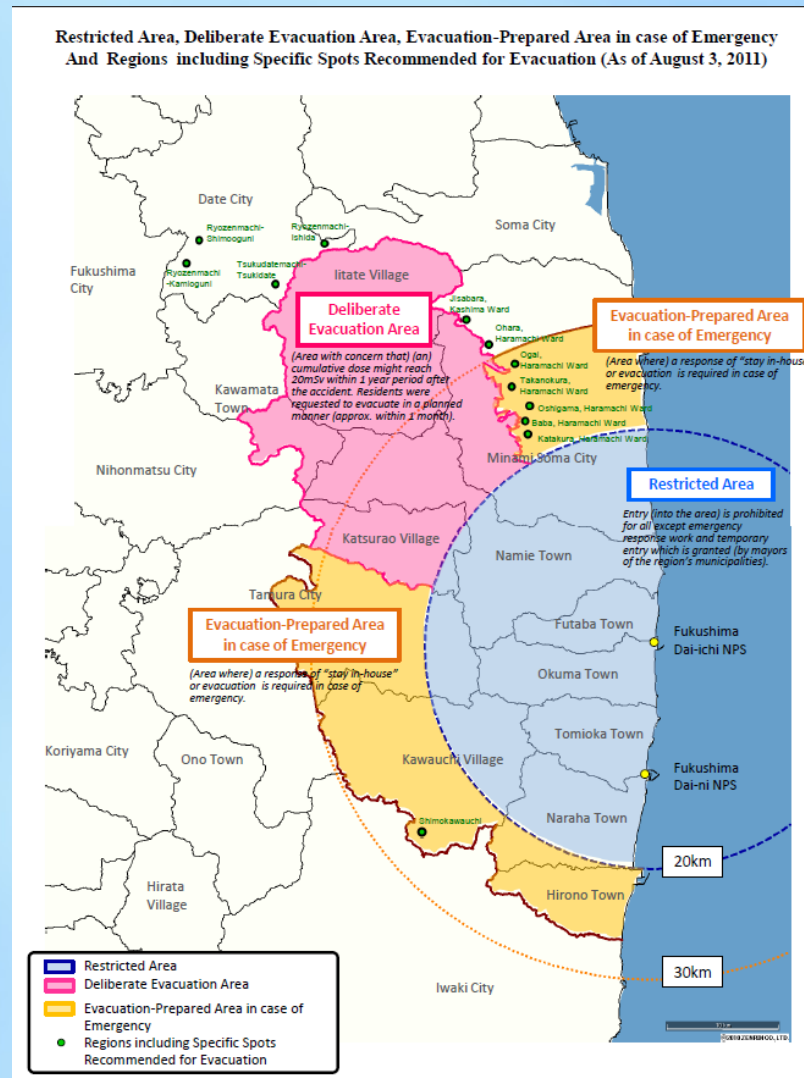 Restricted Area, Deliberate Evacuation Area, Evacuation-Prepared Area in case of Emergency
And Regions including Specific Spots Recommended for Evacuation (As of August 3, 2011)
Date City
Ryozenmachi-
Shimooguni
Ryozenmachi-
Ishida
Soma City
Fukushima
City
Ryozenmachi
-Kamioguni
Tsukudatemachi-
Tsukidate
Iitate Village
Deliberate
Evacuation Area
(Area with concern that) (an)
cumulative dose might reach
20mSv within 1 year period after
the accident. Residents were
requested to evacuate in a planned
manner (approx. within 1 month).
Jisabara,
Kashima Ward
Ohara,
Haramachi Ward
Evacuation-Prepared Area
in case of Emergency
(Area where) a response of "stay in-house"
or evacuation is required in case of
emergency.
Ogai,
Haramachi Ward
Takanokura,
Haramachi Ward
Oshigama, Haramachi Ward
Baba, Haramachi Ward
Katakura, Haramachi Ward
Kawamata
Town
Nihonmatsu City
Minami Soma City
Restricted Area
Entry (into the area) is prohibited
for all except emergency
response work and temporary
entry which is granted (by mayors
of the region's municipalities).
Katsurao Village
Namie Town
Tamura City
Evacuation-Prepared Area
in case of Emergency
(Area where) a response of "stay in-house"
or evacuation is required in case of
emergency.
Futaba Town
Fukushima
Dai-ichi NPS
Okuma Town
Tomioka Town
Koriyama City
Ono Town
Kawauchi Village
Fukushima
Dai-ni NPS
Shimokawauchi
Naraha Town
20km
Hirata
Village
Hirono Town
30km
Iwaki City
Restricted Area
Deliberate Evacuation Area
Evacuation-Prepared Area in case of
Emergency
Regions including Specific Spots
Recommended for Evacuation